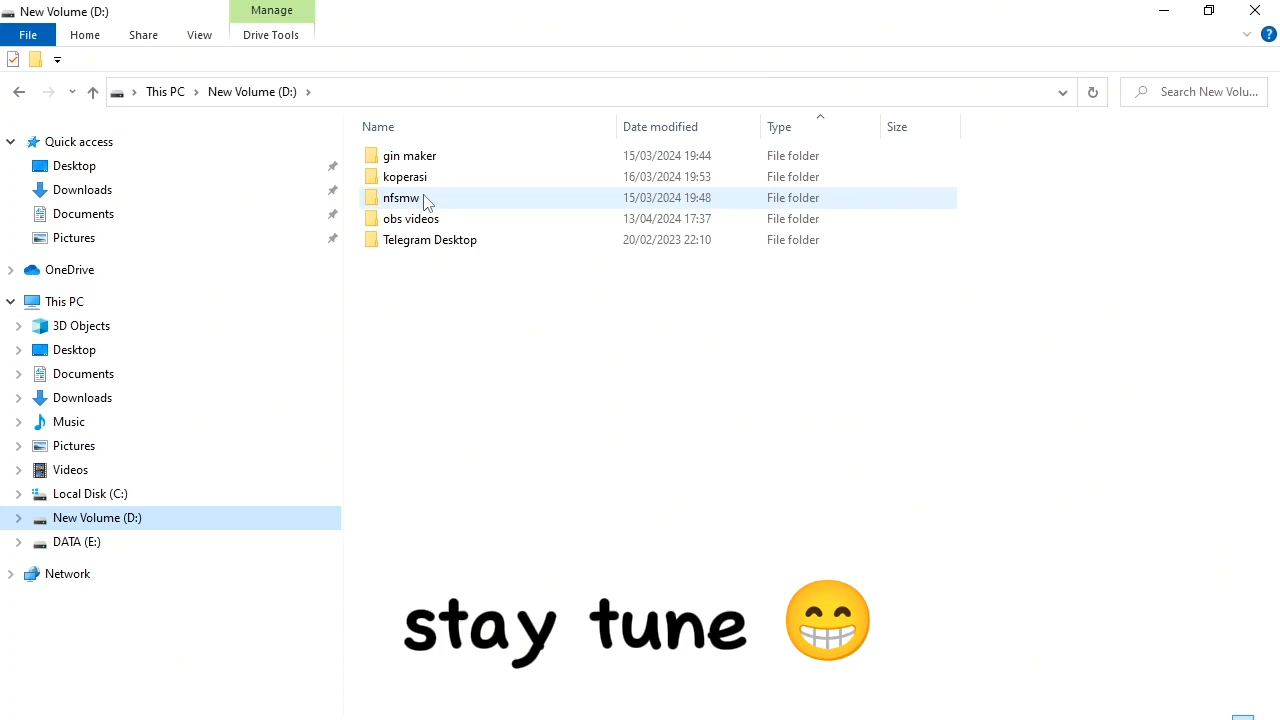 New Volume (D:)
Manage
File
Home
Share
View
Drive Tools
This PC
New Volume (D:)
Search New Volu...
Name
Date modified
Type
Size
Quick access
Desktop
Downloads
Documents
Pictures
OneDrive
This PC
3D Objects
Desktop
Documents
Downloads
Music
Pictures
Videos
Local Disk (C:)
New Volume (D:)
DATA (E:)
Network
gin maker 15/03/2024 19:44 File folder
koperasi 16/03/2024 19:53 File folder
nfsmw 15/03/2024 19:48 File folder
obs videos 13/04/2024 17:37 File folder
Telegram Desktop 20/02/2023 22:10 File folder
stay tune 😁